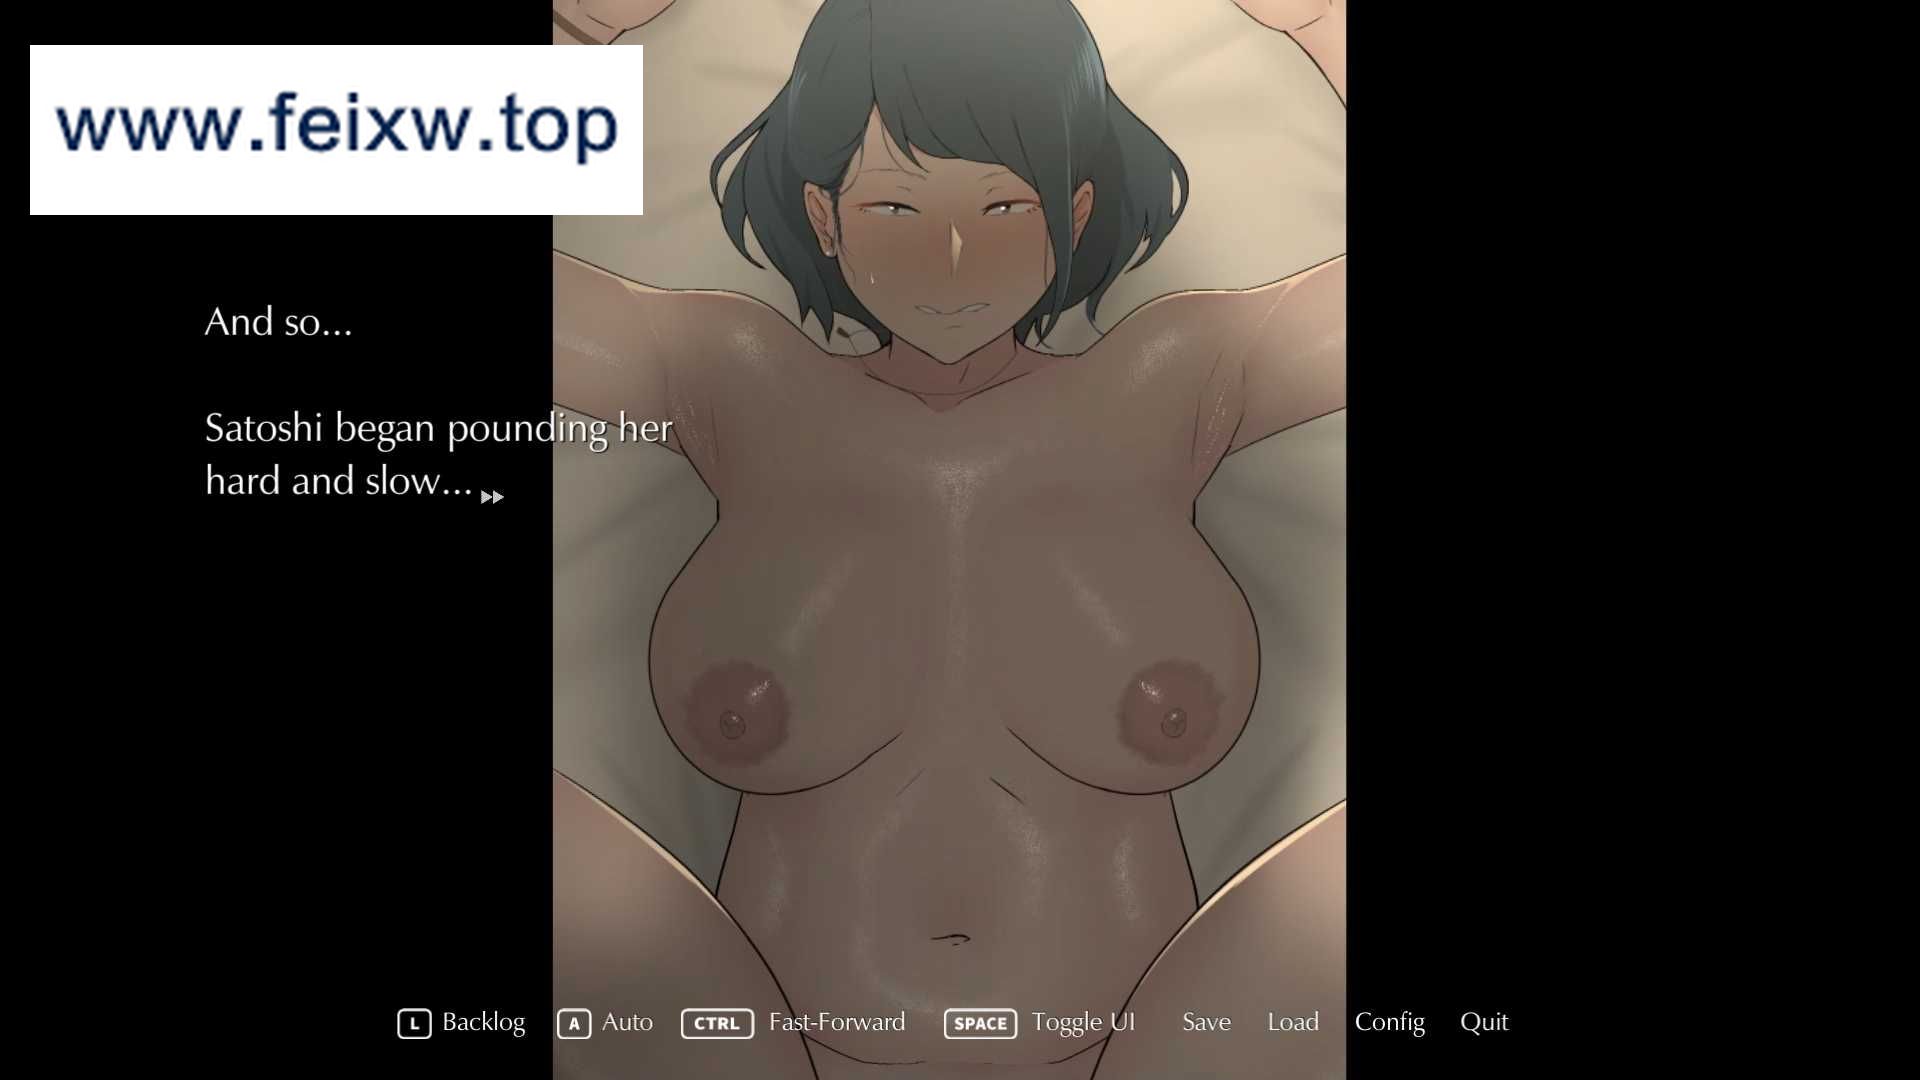 www.feixw.top
And so...
Satoshi began pounding her
hard and slow...
L Backlog A Auto CTRL Fast-Forward SPACE Toggle UI Save Load Config Quit